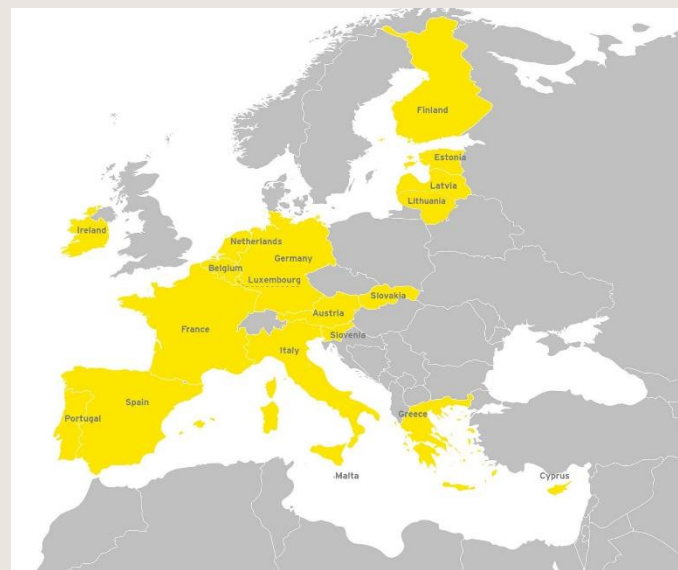 Finland
Estonia
Latvia
Lithuania
Ireland
Netherlands
Germany
Belgium
Luxembourg
Slovakia
Austria
France
Slovenia
Italy
Spain
Portugal
Greece
Malta
Cyprus